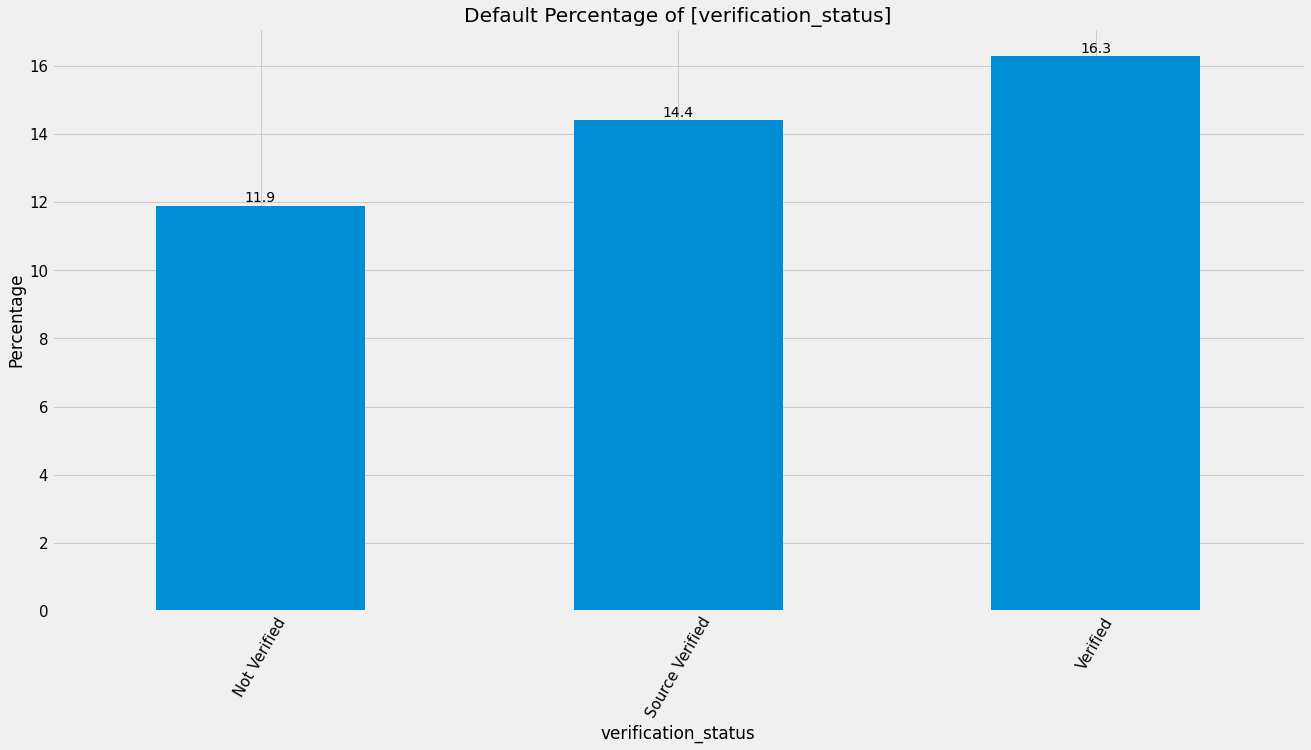 Default Percentage of [verification_status]
16.3
16
14.4
14
11.9
12
10
8
6
4
2
0
Percentage
Not Verified
Source Verified
Verified
verification_status